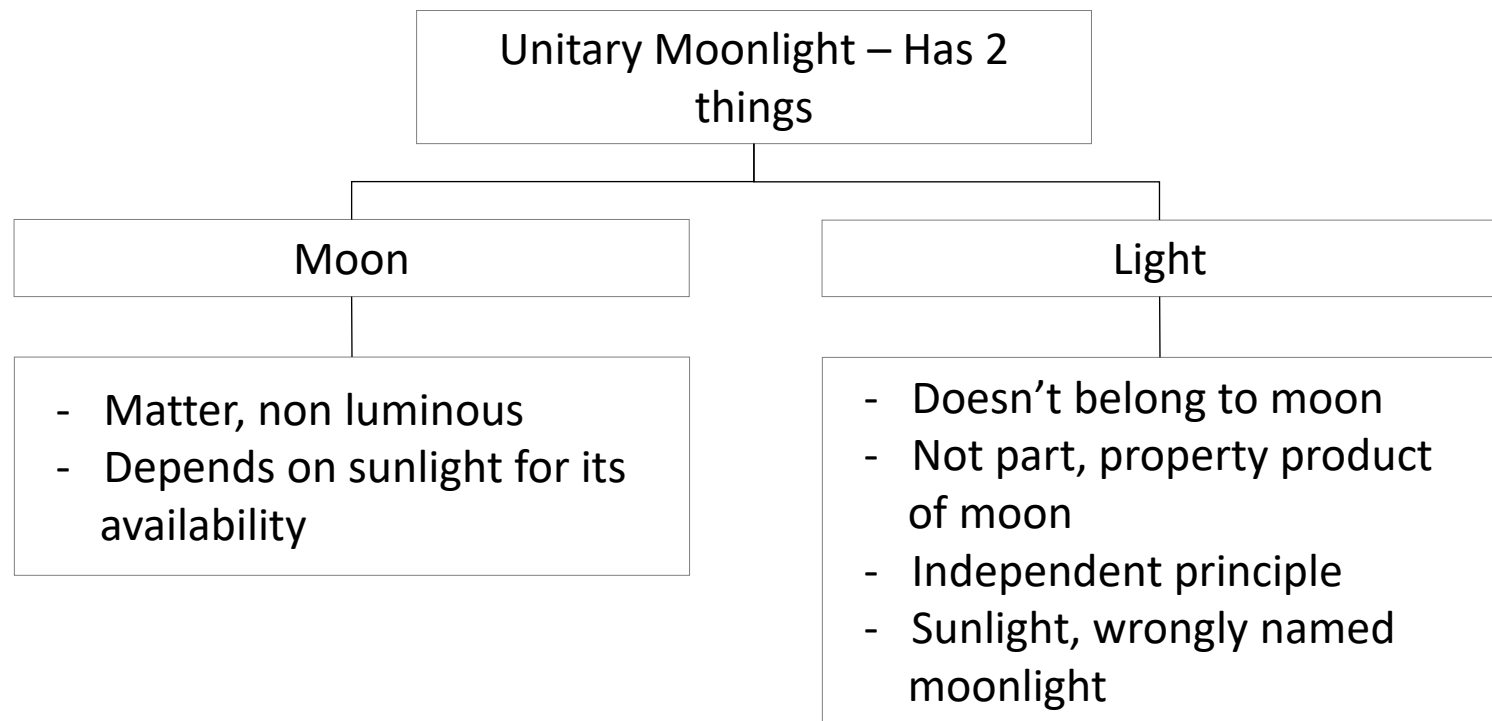 Unitary Moonlight – Has 2
things
Moon
Light
- Matter, non luminous
- Depends on sunlight for its
availability
- Doesn’t belong to moon
- Not part, property product
of moon
- Independent principle
- Sunlight, wrongly named
moonlight